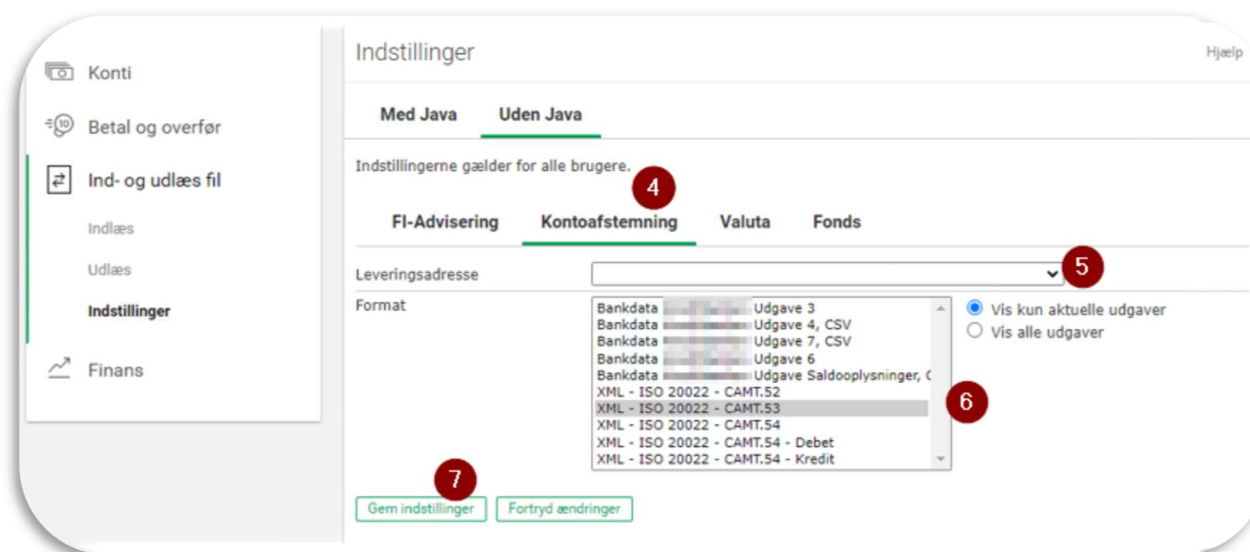 Konti
Betal og overfør
Ind- og udlæs fil
Indlæs
Udlæs
Indstillinger
Finans
Indstillinger
Hjælp
Med Java Uden Java
Indstillingerne gælder for alle brugere.
4
FI-Advisering Kontoafstemning Valuta Fonds
Leveringsadresse
5
Format
Bankdata Udgave 3
Bankdata Udgave 4, CSV
Bankdata Udgave 7, CSV
Bankdata Udgave 6
Bankdata Udgave Saldooplysninger, C
XML - ISO 20022 - CAMT.52
XML - ISO 20022 - CAMT.53
XML - ISO 20022 - CAMT.54
XML - ISO 20022 - CAMT.54 - Debet
XML - ISO 20022 - CAMT.54 - Kredit
Vis kun aktuelle udgaver
Vis alle udgaver
6
7
Gem indstillinger Fortryd ændringer